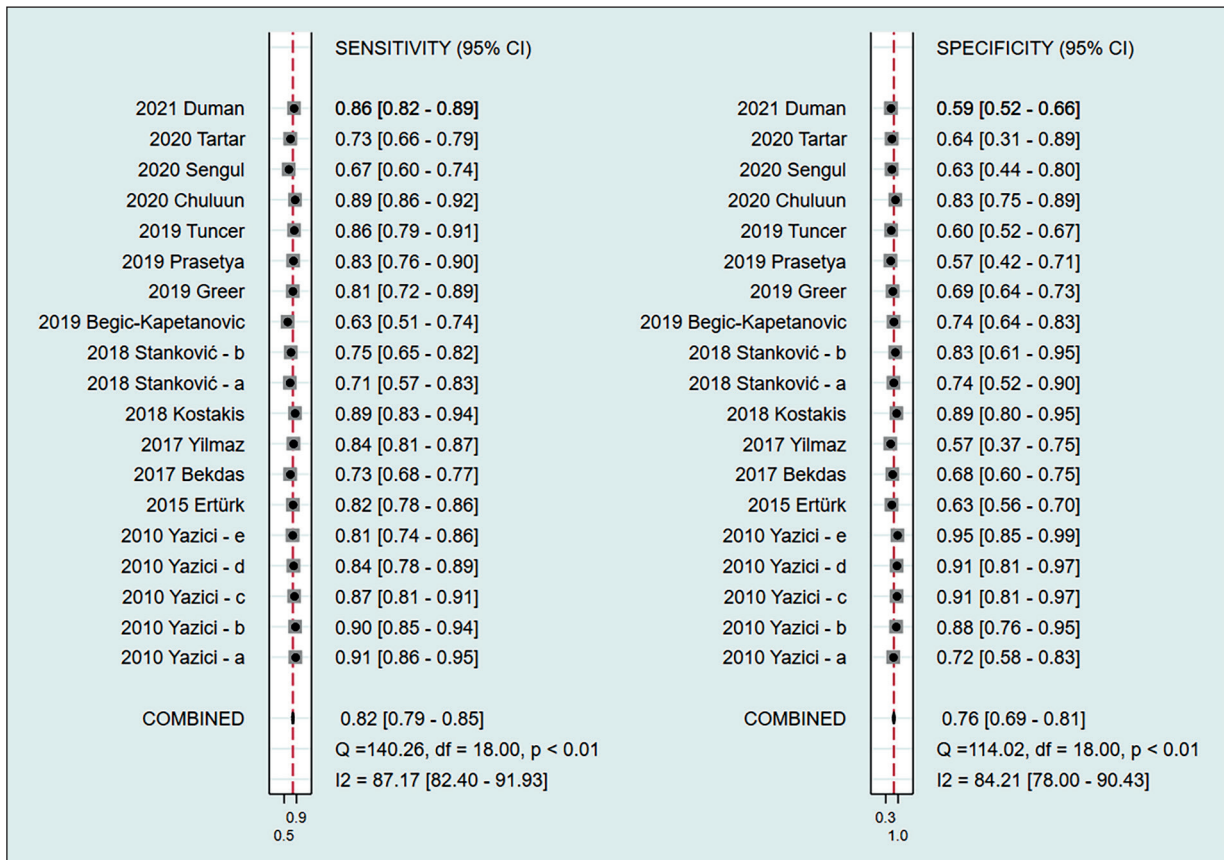 SENSITIVITY (95% CI)
2021 Duman 0.86 [0.82 - 0.89]
2020 Tartar 0.73 [0.66 - 0.79]
2020 Sengul 0.67 [0.60 - 0.74]
2020 Chuluun 0.89 [0.86 - 0.92]
2019 Tuncer 0.86 [0.79 - 0.91]
2019 Prasetya 0.83 [0.76 - 0.90]
2019 Greer 0.81 [0.72 - 0.89]
2019 Begic-Kapetanovic 0.63 [0.51 - 0.74]
2018 Stanković - b 0.75 [0.65 - 0.82]
2018 Stanković - a 0.71 [0.57 - 0.83]
2018 Kostakis 0.89 [0.83 - 0.94]
2017 Yilmaz 0.84 [0.81 - 0.87]
2017 Bekdas 0.73 [0.68 - 0.77]
2015 Ertürk 0.82 [0.78 - 0.86]
2010 Yazici - e 0.81 [0.74 - 0.86]
2010 Yazici - d 0.84 [0.78 - 0.89]
2010 Yazici - c 0.87 [0.81 - 0.91]
2010 Yazici - b 0.90 [0.85 - 0.94]
2010 Yazici - a 0.91 [0.86 - 0.95]
COMBINED 0.82 [0.79 - 0.85]
Q =140.26, df = 18.00, p < 0.01
I2 = 87.17 [82.40 - 91.93]
0.9
0.5
SPECIFICITY (95% CI)
2021 Duman 0.59 [0.52 - 0.66]
2020 Tartar 0.64 [0.31 - 0.89]
2020 Sengul 0.63 [0.44 - 0.80]
2020 Chuluun 0.83 [0.75 - 0.89]
2019 Tuncer 0.60 [0.52 - 0.67]
2019 Prasetya 0.57 [0.42 - 0.71]
2019 Greer 0.69 [0.64 - 0.73]
2019 Begic-Kapetanovic 0.74 [0.64 - 0.83]
2018 Stanković - b 0.83 [0.61 - 0.95]
2018 Stanković - a 0.74 [0.52 - 0.90]
2018 Kostakis 0.89 [0.80 - 0.95]
2017 Yilmaz 0.57 [0.37 - 0.75]
2017 Bekdas 0.68 [0.60 - 0.75]
2015 Ertürk 0.63 [0.56 - 0.70]
2010 Yazici - e 0.95 [0.85 - 0.99]
2010 Yazici - d 0.91 [0.81 - 0.97]
2010 Yazici - c 0.91 [0.81 - 0.97]
2010 Yazici - b 0.88 [0.76 - 0.95]
2010 Yazici - a 0.72 [0.58 - 0.83]
COMBINED 0.76 [0.69 - 0.81]
Q =114.02, df = 18.00, p < 0.01
I2 = 84.21 [78.00 - 90.43]
0.3
1.0